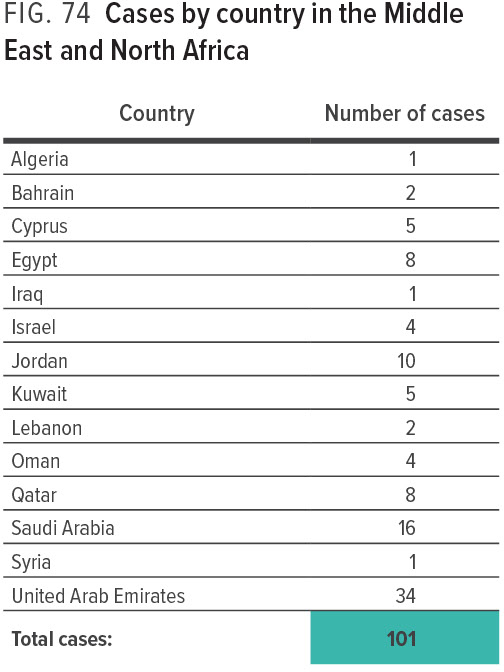 FIG. 74 Cases by country in the Middle
East and North Africa
Country Number of cases
Algeria 1
Bahrain 2
Cyprus 5
Egypt 8
Iraq 1
Israel 4
Jordan 10
Kuwait 5
Lebanon 2
Oman 4
Qatar 8
Saudi Arabia 16
Syria 1
United Arab Emirates 34
Total cases: 101